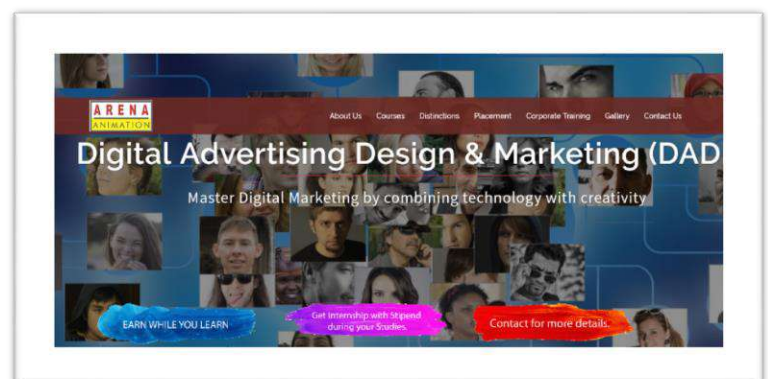 ARENA
ANIMATION
About Us Courses Distinctions Placement Corporate Training Gallery Contact Us
Digital Advertising Design & Marketing (DAD
Master Digital Marketing by combining technology with creativity
EARN WHILE YOU LEARN
Get Internship with Stipend
during your Studies.
Contact for more details.